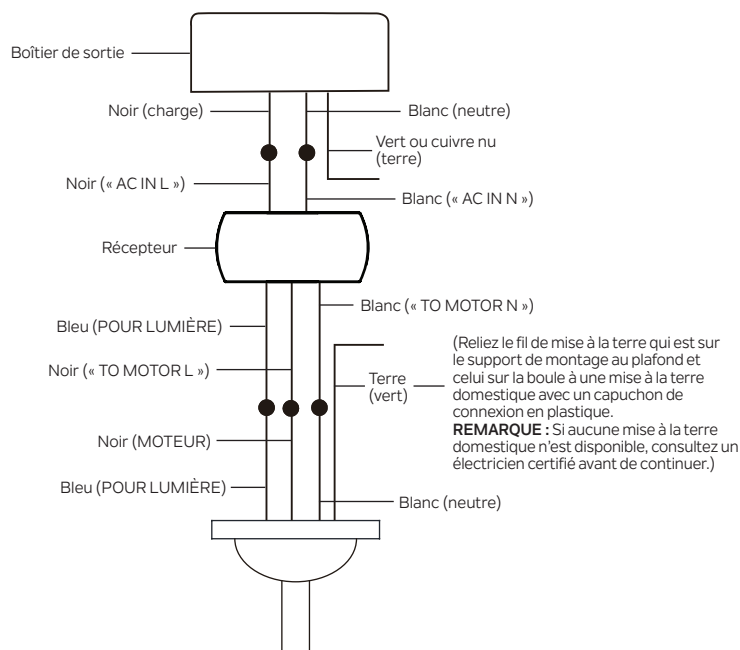 Boîtier de sortie
Noir (charge)
Blanc (neutre)
Vert ou cuivre nu
(terre)
Noir (« AC IN L »)
Blanc (« AC IN N »)
Récepteur
Blanc (« TO MOTOR N »)
Bleu (POUR LUMIÈRE)
Noir (« TO MOTOR L »)
Terre
(vert)
(Reliez le fil de mise à la terre qui est sur
le support de montage au plafond et
celui sur la boule à une mise à la terre
domestique avec un capuchon de
connexion en plastique.
REMARQUE : Si aucune mise à la terre
domestique n'est disponible, consultez un
électricien certifié avant de continuer.)
Noir (MOTEUR)
Bleu (POUR LUMIÈRE)
Blanc (neutre)